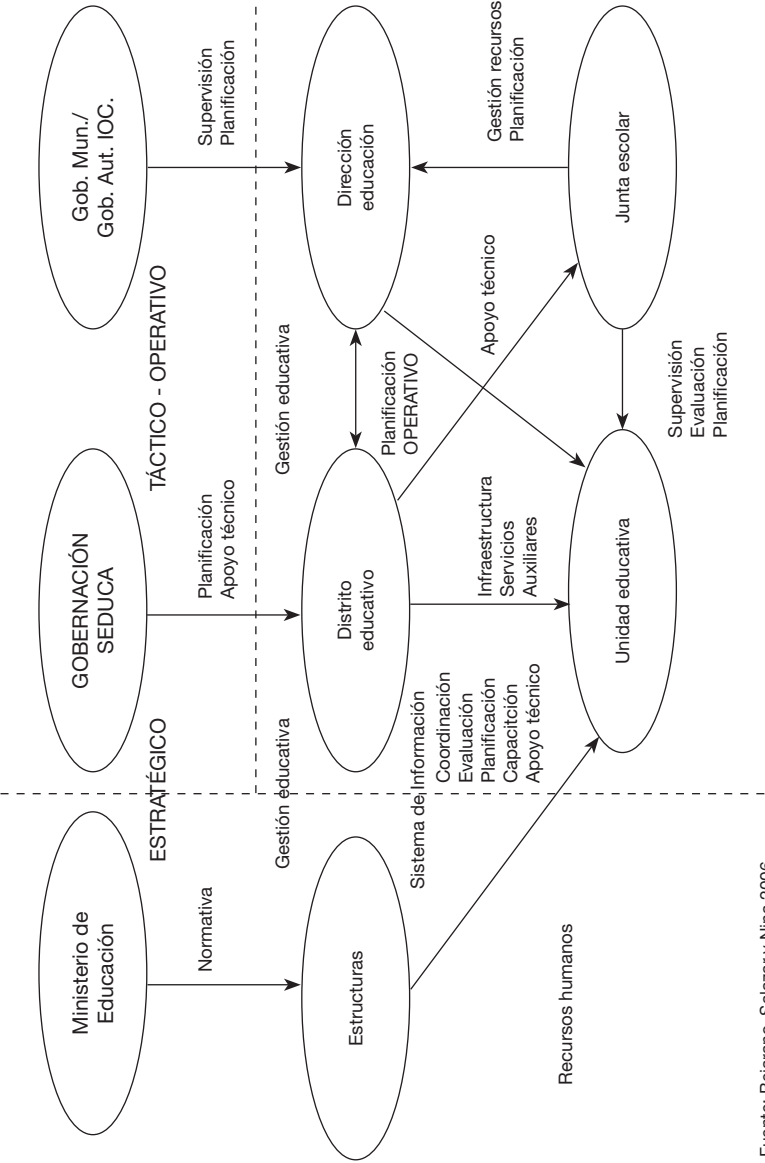 Ministerio de
Educación
GOBERNACIÓN
SEDUCA
Gob. Mun./
Gob. Aut. IOC.
ESTRATÉGICO
TÁCTICO - OPERATIVO
Normativa
Planificación
Apoyo técnico
Supervisión
Planificación
Gestión educativa
Gestión educativa
Estructuras
Distrito
educativo
Dirección
educación
Planificación
OPERATIVO
Sistema de Información
Coordinación
Evaluación
Planificación
Capacitción
Apoyo técnico
Infraestructura
Servicios
Auxiliares
Apoyo técnico
Gestión recursos
Planificación
Recursos humanos
Unidad educativa
Junta escolar
Supervisión
Evaluación
Planificación